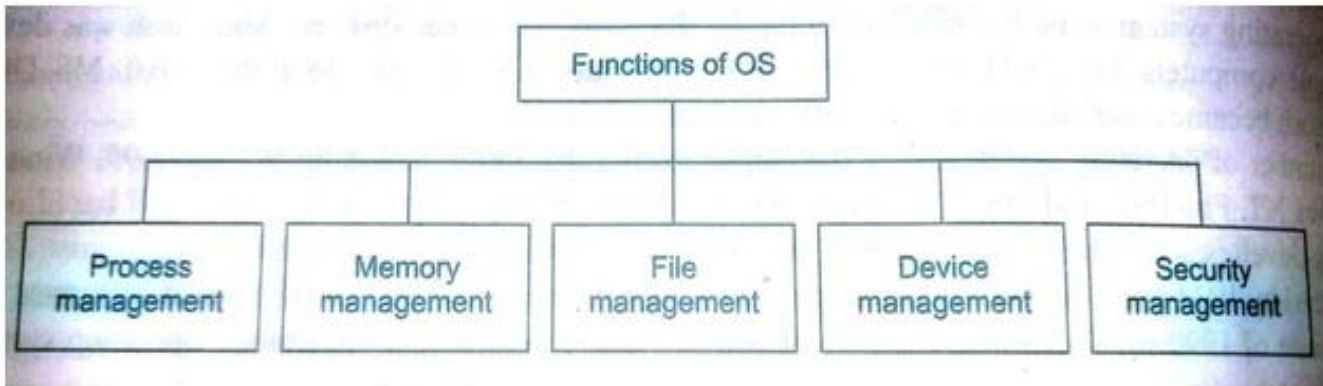 Functions of OS
Process
management
Memory
management
File
management
Device
management
Security
management